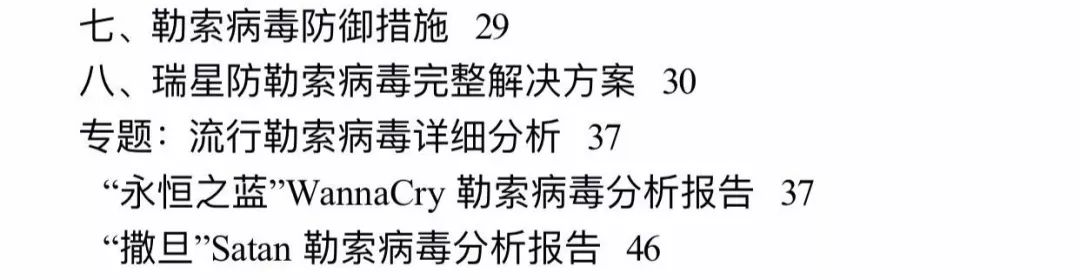 七、勒索病毒防御措施 29
八、瑞星防勒索病毒完整解决方案 30
专题：流行勒索病毒详细分析 37
“永恒之蓝”WannaCry 勒索病毒分析报告 37
“撒旦”Satan 勒索病毒分析报告 46